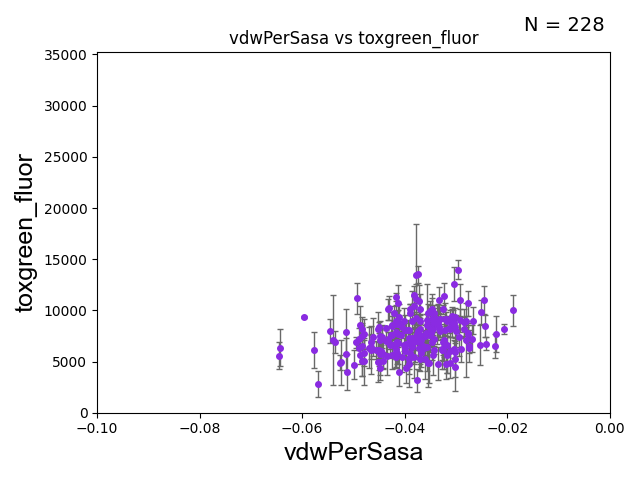 N = 228
vdwPerSasa vs toxgreen_fluor
35000
30000
25000
20000
15000
10000
5000
0
toxgreen_fluor
−0.10 −0.08 −0.06 −0.04 −0.02 0.00
vdwPerSasa